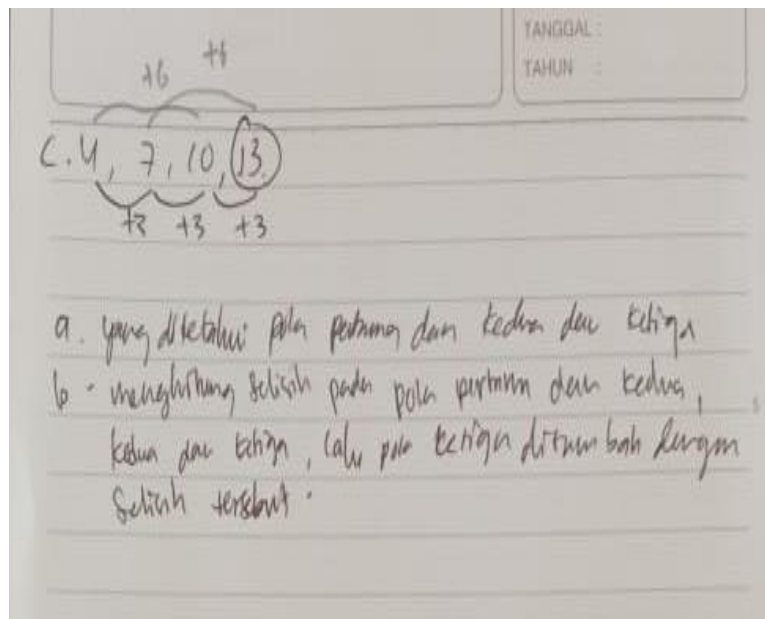 TANGGAL :
TAHUN :
+6 +6
C. 4, 7, 10, 13.
+3 +3 +3
a. yang diketahui pola pertama dan kedua dan ketiga
b. menghitung selisih pada pola pertama dan kedua,
kedua dan ketiga, lalu pola ketiga ditambah dengan
selisih tersebut.